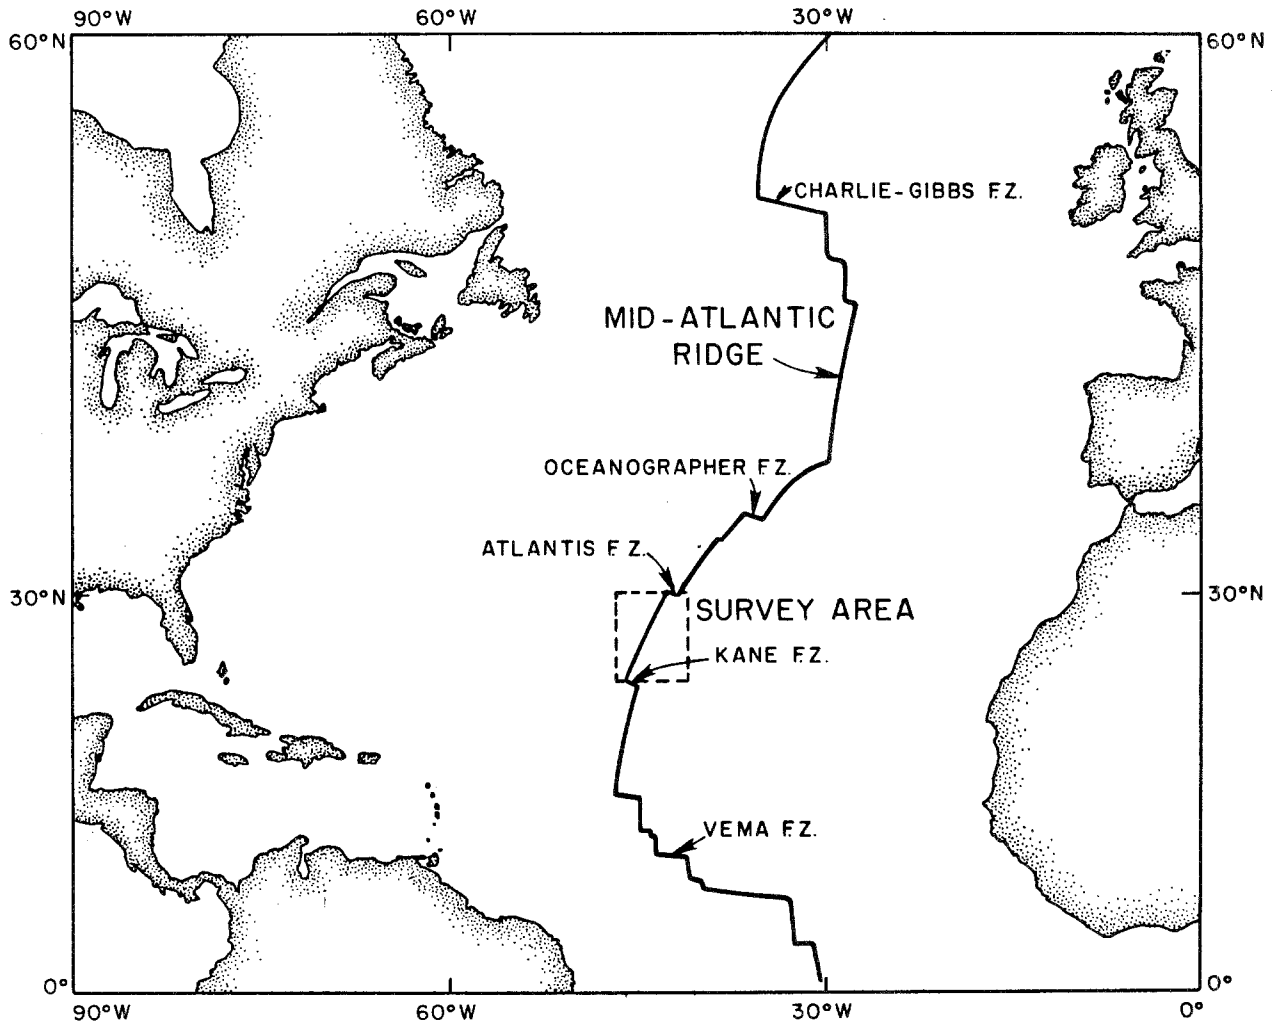 90°W 60°W 30°W
60°N 60°N
CHARLIE-GIBBS F.Z.
MID-ATLANTIC
RIDGE
OCEANOGRAPHER F.Z.
ATLANTIS F.Z.
30°N 30°N
SURVEY AREA
KANE F.Z.
VEMA F.Z.
0° 0°
90°W 60°W 30°W 0°